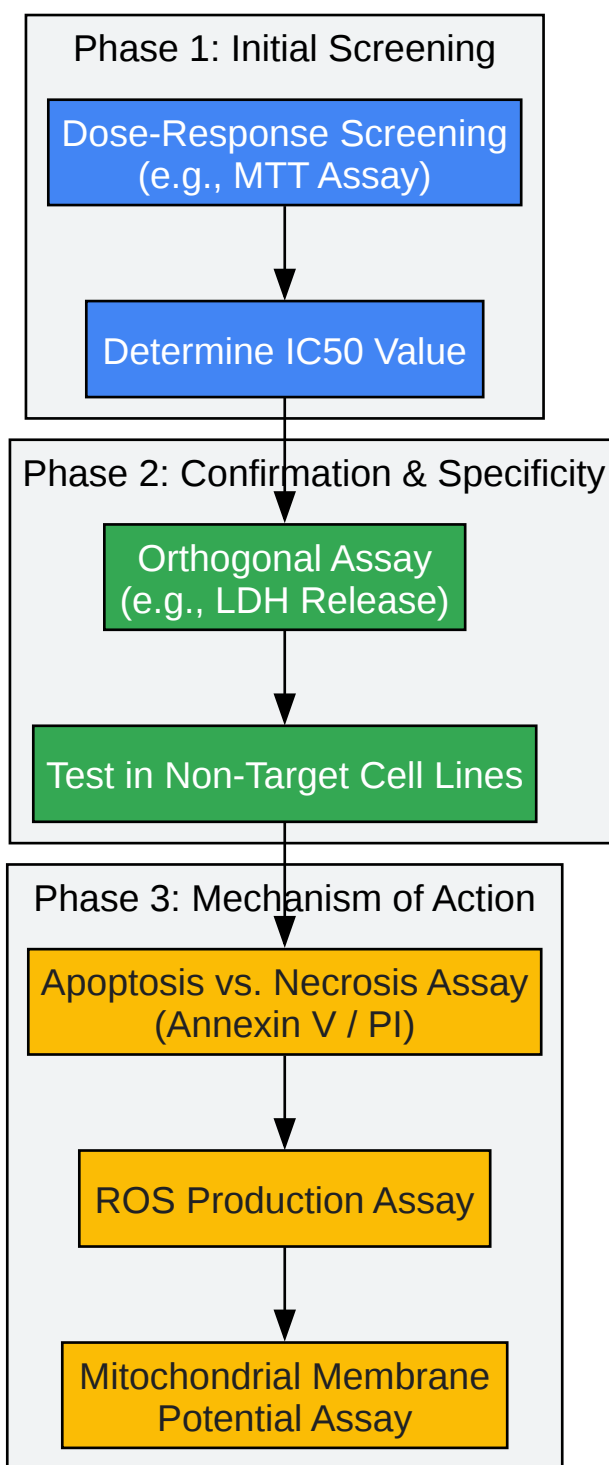 Phase 1: Initial Screening
Dose-Response Screening
(e.g., MTT Assay)
Determine IC50 Value
Phase 2: Confirmation & Specificity
Orthogonal Assay
(e.g., LDH Release)
Test in Non-Target Cell Lines
Phase 3: Mechanism of Action
Apoptosis vs. Necrosis Assay
(Annexin V / PI)
ROS Production Assay
Mitochondrial Membrane
Potential Assay